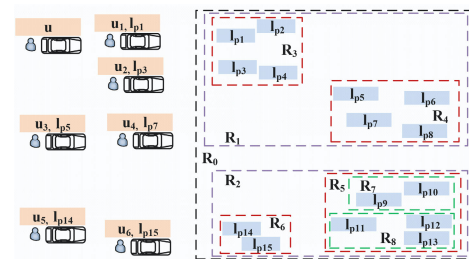 u
u1, lp1
u2, lp3
u3, lp5
u4, lp7
u5, lp14
u6, lp15
lp1
lp2
R3
lp3
lp4
lp5
lp6
lp7
R4
lp8
R1
R0
R2
R5
R7
lp10
lp9
lp14
R6
lp15
lp11
lp12
R8
lp13